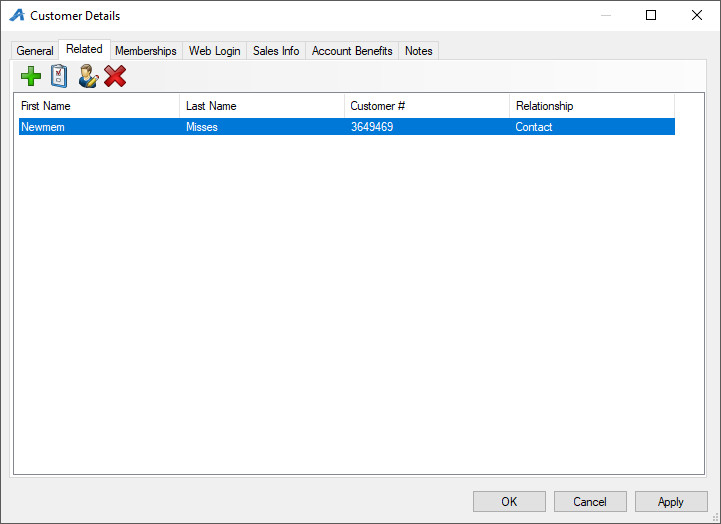 Customer Details
General Related Memberships Web Login Sales Info Account Benefits Notes
First Name Last Name Customer # Relationship
Newmem Misses 3649469 Contact
OK Cancel Apply